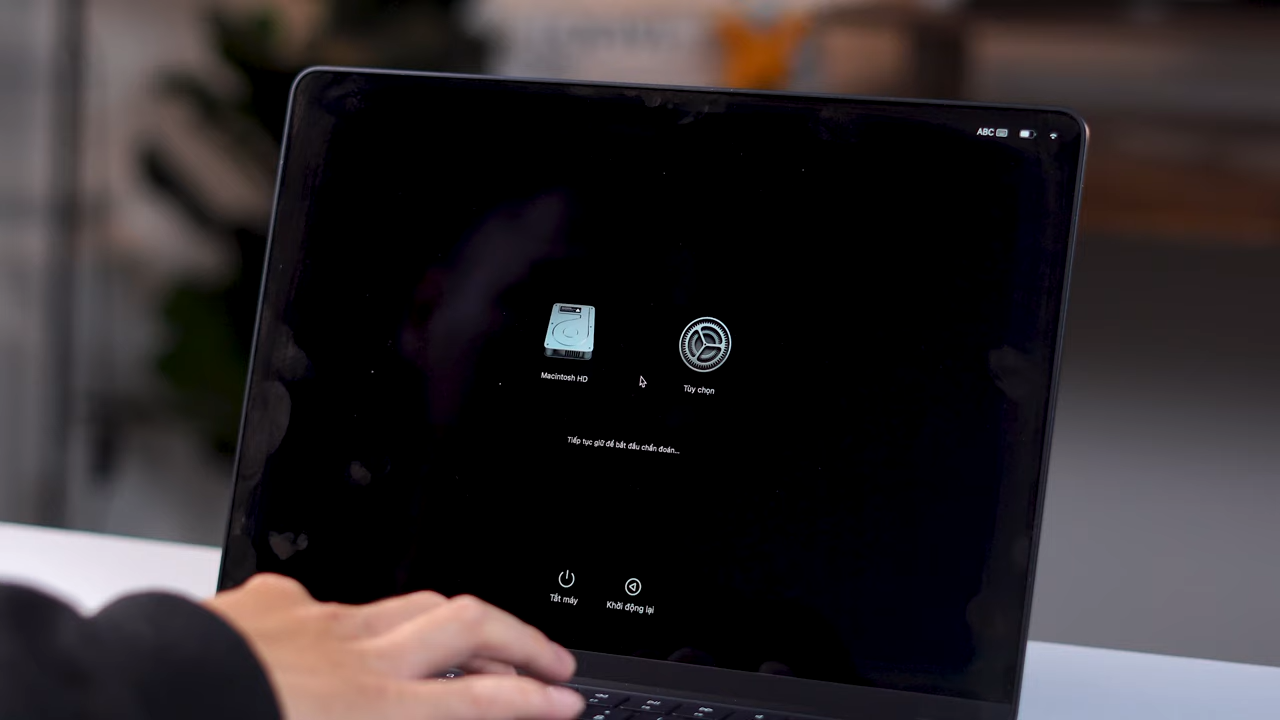 ABC
Macintosh HD
Tùy chọn
Tiếp tục giữ để bắt đầu chẩn đoán...
Tắt máy
Khởi động lại